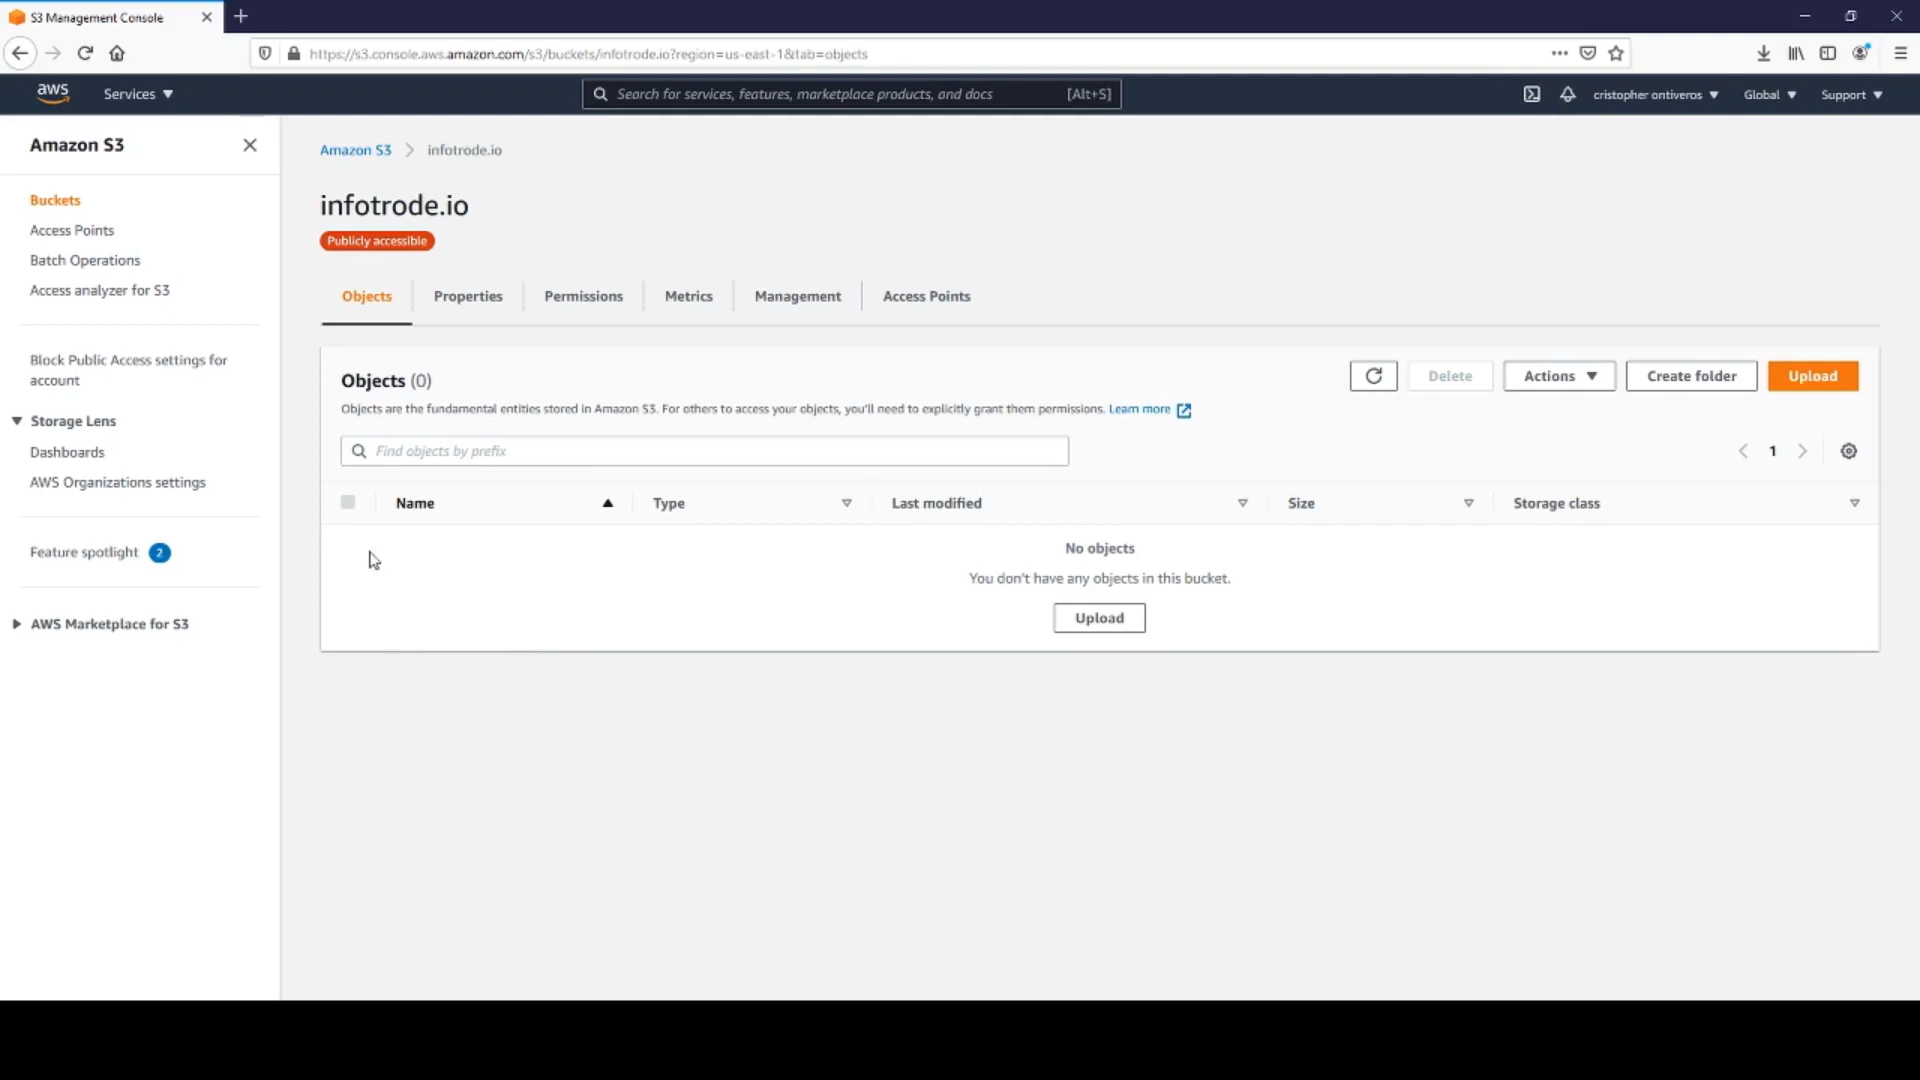 S3 Management Console
https://s3.console.aws.amazon.com/s3/buckets/infotrode.io?region=us-east-1&tab=objects
aws
Services
Search for services, features, marketplace products, and docs
[Alt+S]
cristopher ontiveros
Global
Support
Amazon S3
Buckets
Access Points
Batch Operations
Access analyzer for S3
Block Public Access settings for
account
Storage Lens
Dashboards
AWS Organizations settings
Feature spotlight 2
AWS Marketplace for S3
Amazon S3 > infotrode.io
infotrode.io
Publicly accessible
Objects
Properties
Permissions
Metrics
Management
Access Points
Objects (0)
Delete
Actions
Create folder
Upload
Objects are the fundamental entities stored in Amazon S3. For others to access your objects, you'll need to explicitly grant them permissions. Learn more
Find objects by prefix
1
Name
Type
Last modified
Size
Storage class
No objects
You don't have any objects in this bucket.
Upload